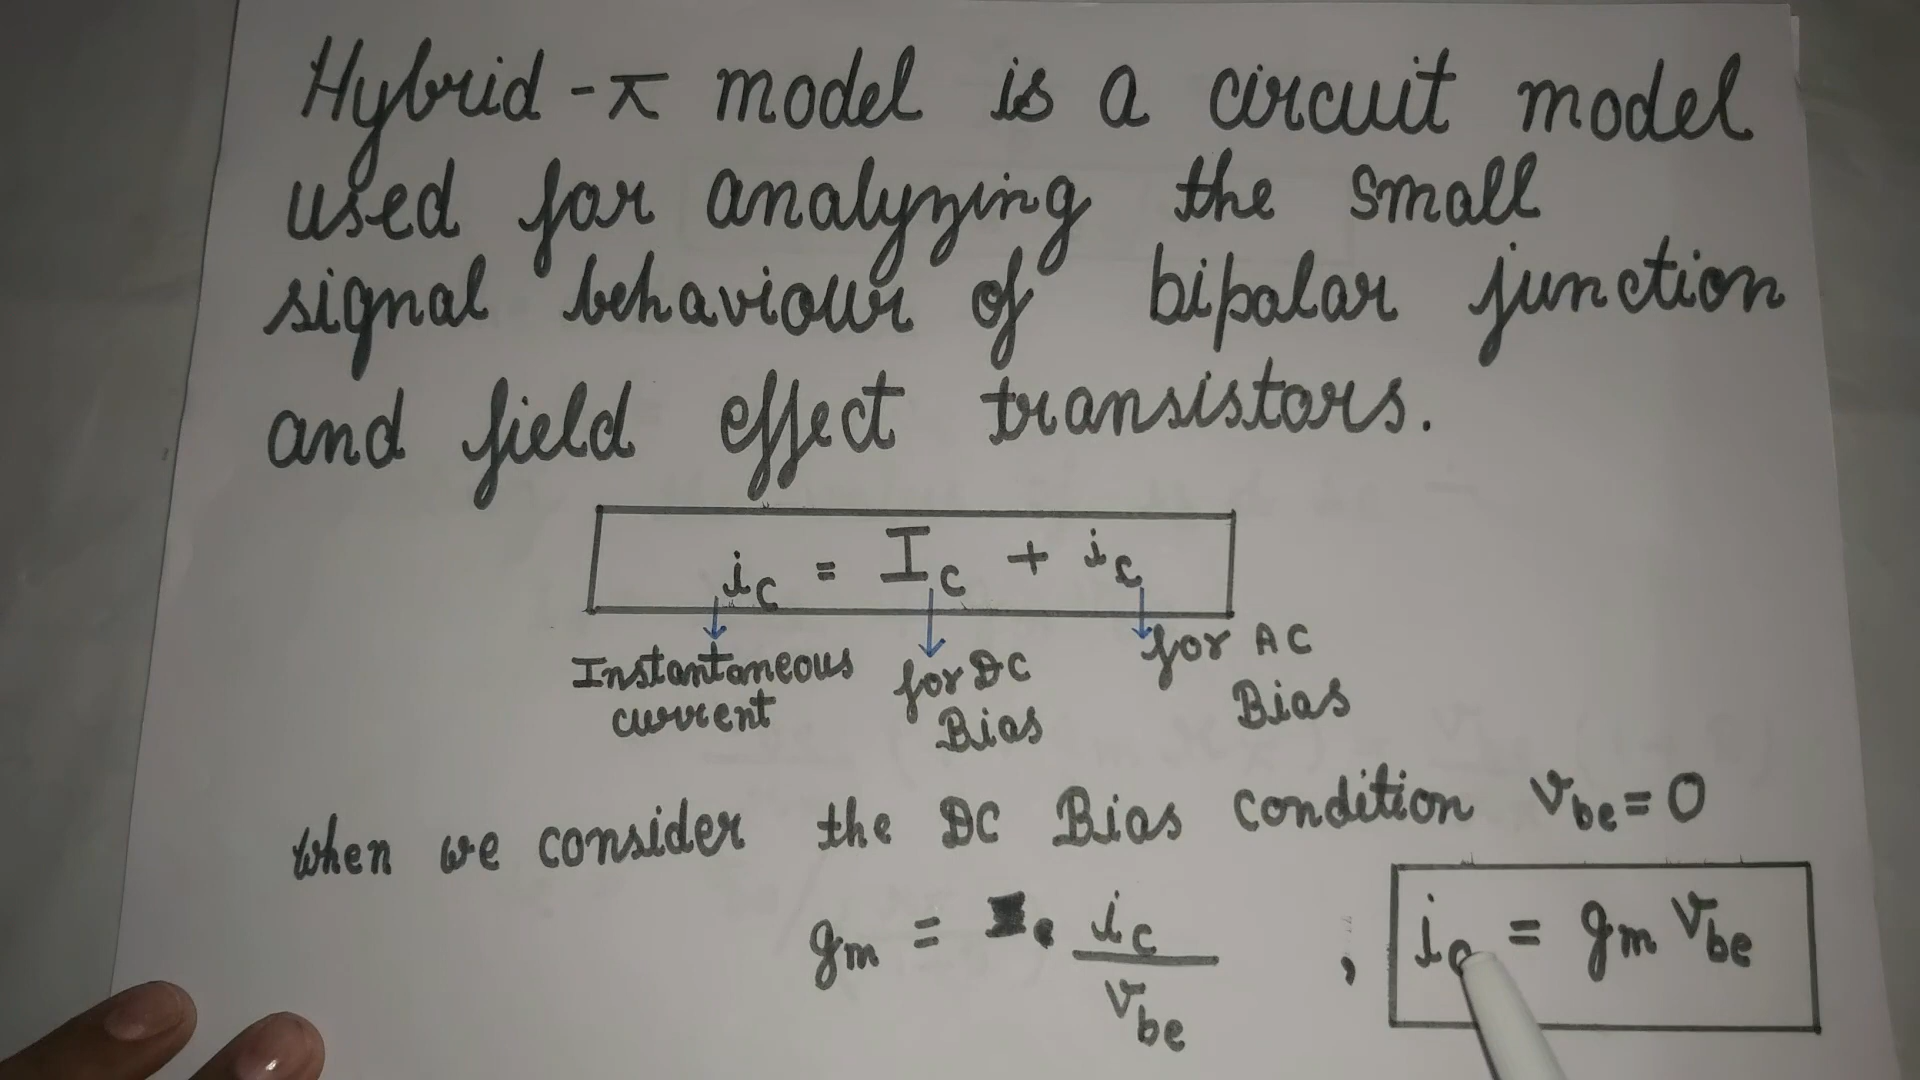 Hybrid-π model is a circuit model
used for analyzing the small
signal behaviour of bipolar junction
and field effect transistors.
ic = Ic + ic
Instantaneous current
for DC Bias
for AC Bias
When we consider the DC Bias condition Vbe=0
gm = ic / Vbe , ic = gm Vbe